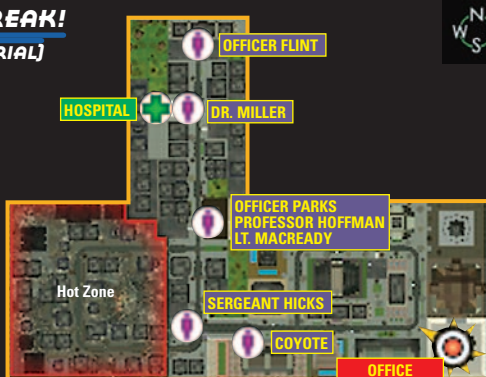 REAK!
RIAL)
N
W
S
OFFICER FLINT
HOSPITAL
DR. MILLER
OFFICER PARKS
PROFESSOR HOFFMAN
LT. MACREADY
Hot Zone
SERGEANT HICKS
COYOTE
OFFICE